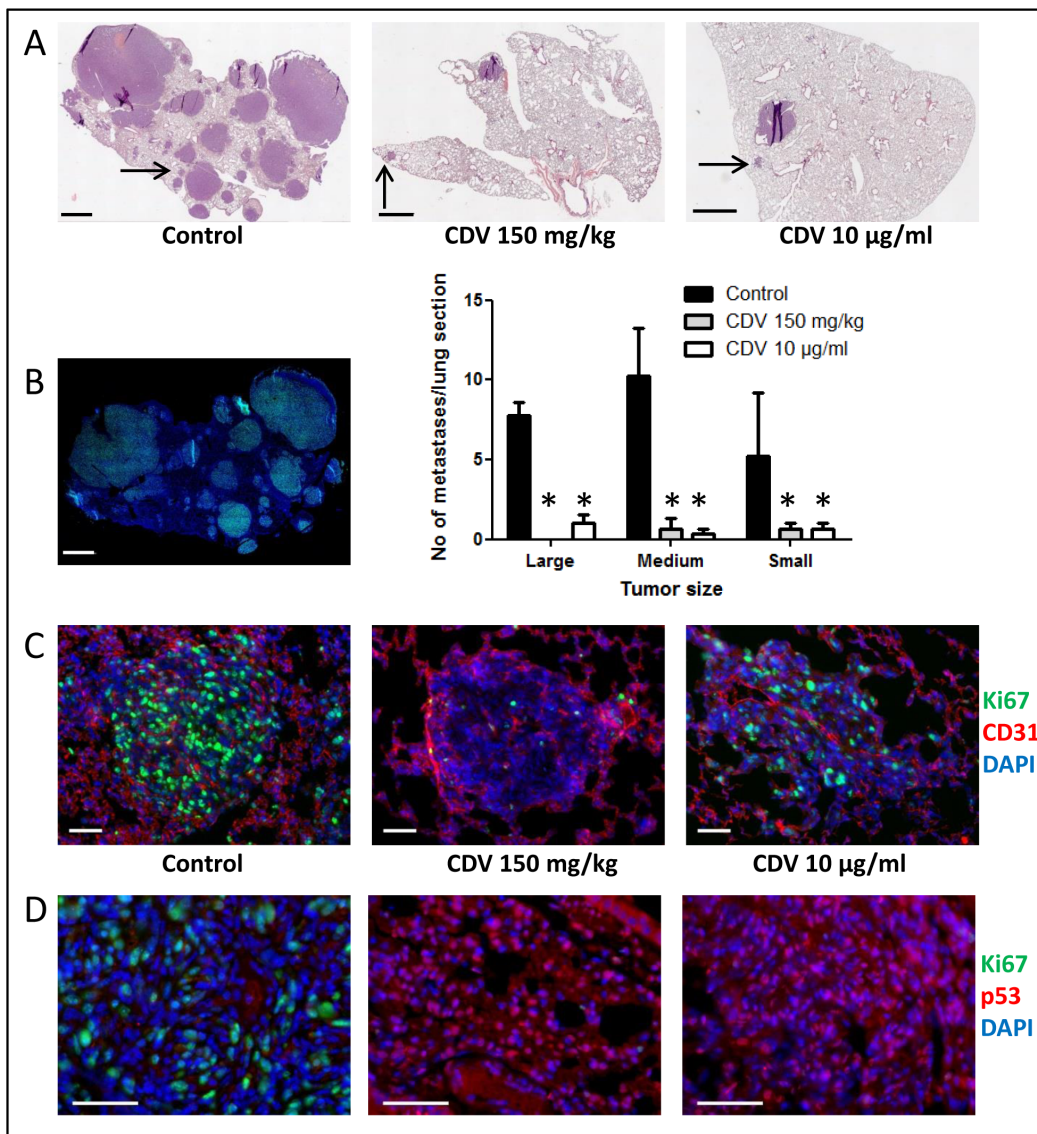 A
Control
CDV 150 mg/kg
CDV 10 µg/ml
B
No of metastases/lung section
15
10
5
0
Control
CDV 150 mg/kg
CDV 10 µg/ml
*
*
*
*
*
*
Large
Medium
Small
Tumor size
C
Ki67
CD31
DAPI
Control
CDV 150 mg/kg
CDV 10 µg/ml
D
Ki67
p53
DAPI